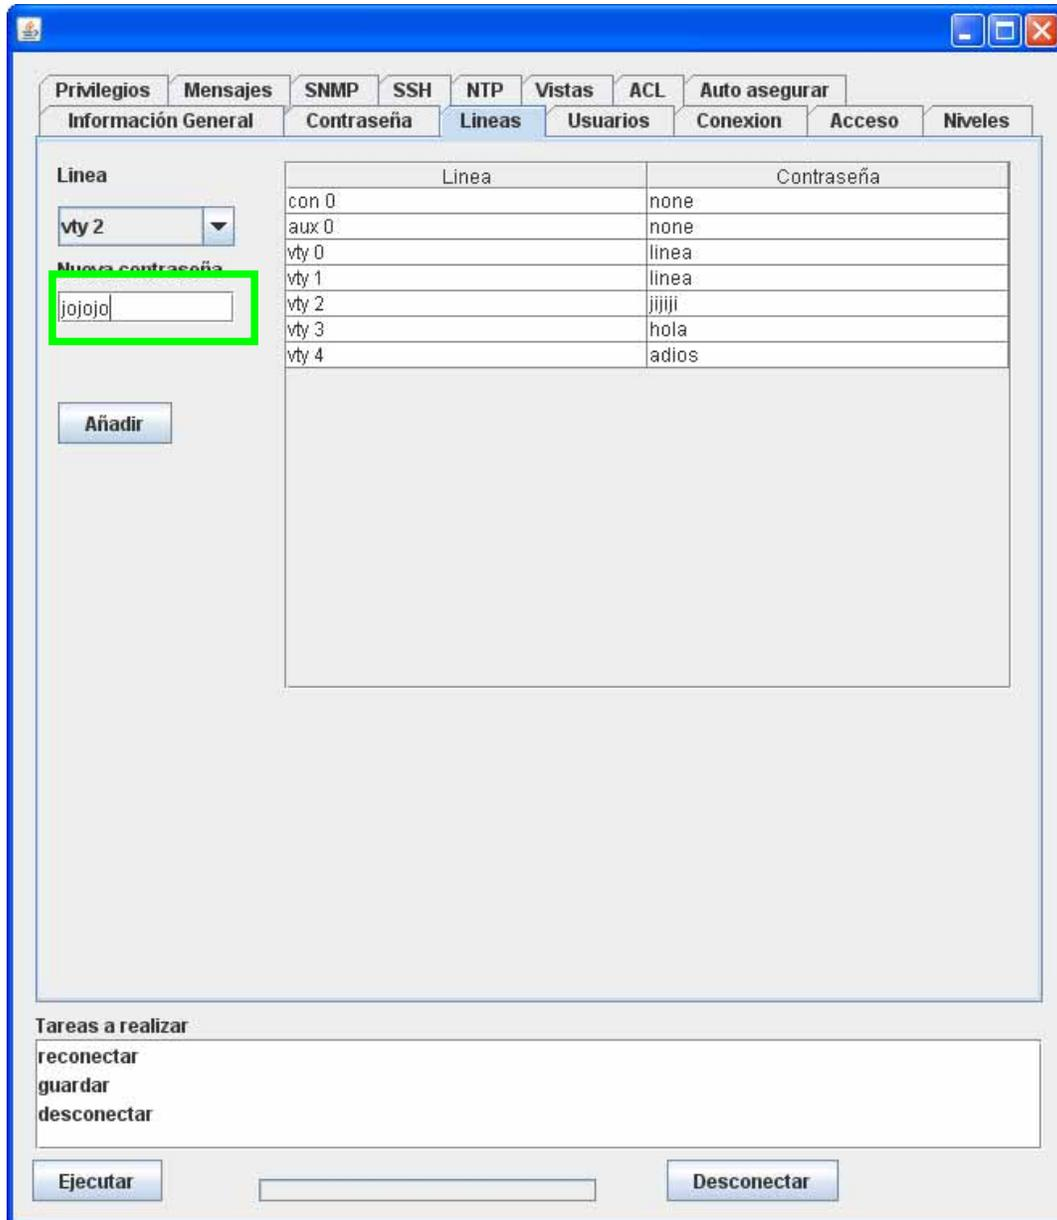 Privilegios Mensajes SNMP SSH NTP Vistas ACL Auto asegurar
Información General Contraseña Lineas Usuarios Conexion Acceso Niveles
Linea
vty 2
Nueva contraseña
jojojo
Añadir
Linea Contraseña
con 0 none
aux 0 none
vty 0 linea
vty 1 linea
vty 2 jijiji
vty 3 hola
vty 4 adios
Tareas a realizar
reconectar
guardar
desconectar
Ejecutar Desconectar